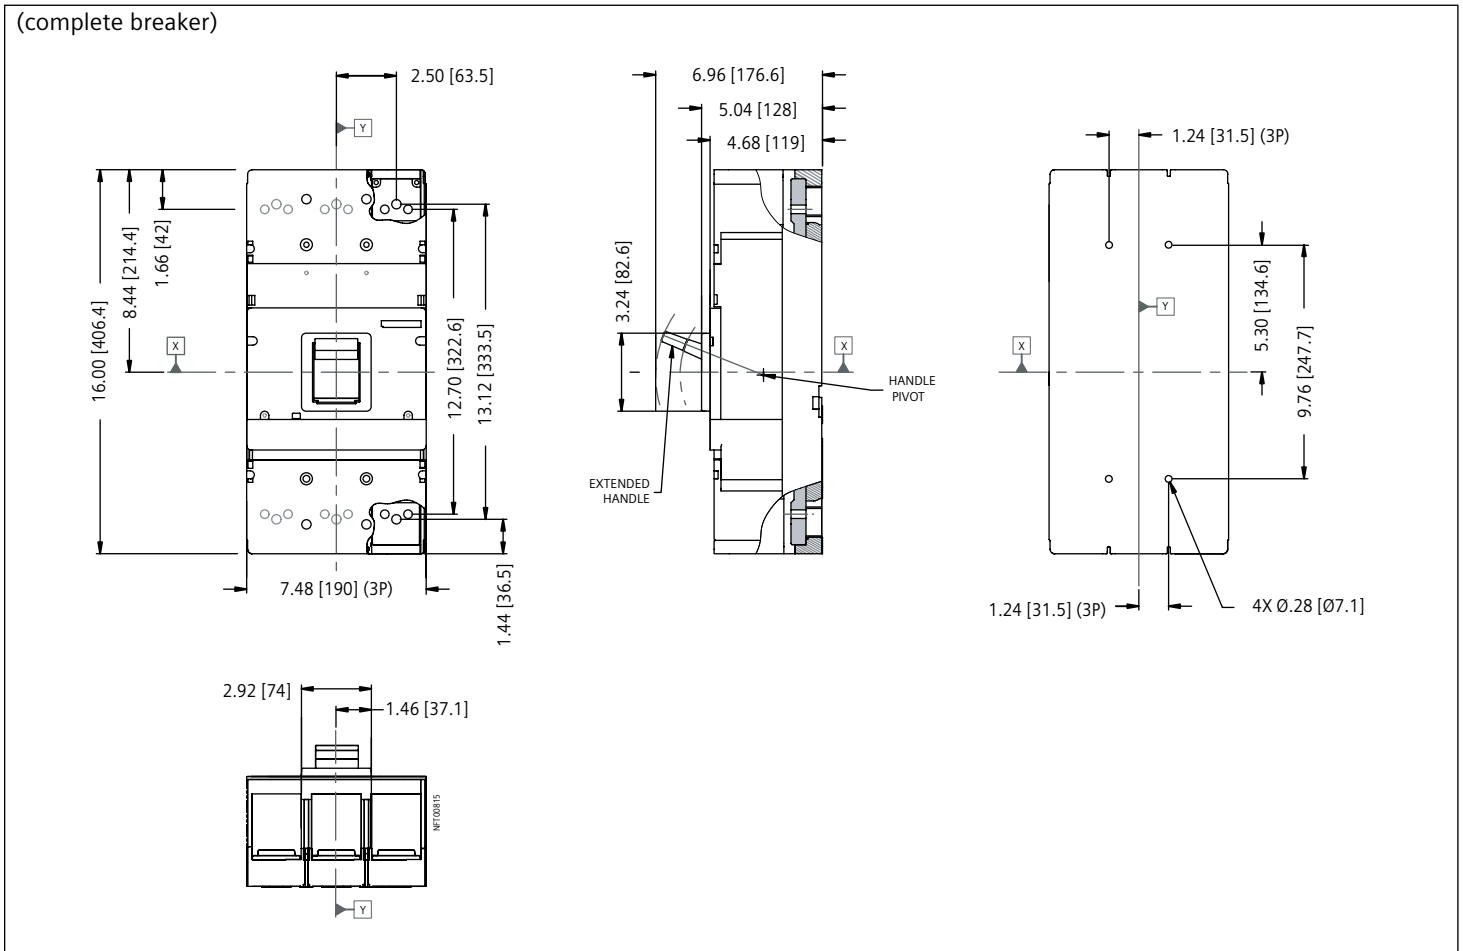 (complete breaker)
2.50 [63.5]
Y
16.00 [406.4]
8.44 [214.4]
1.66 [42]
X
12.70 [322.6]
13.12 [333.5]
7.48 [190] (3P)
1.44 [36.5]
6.96 [176.6]
5.04 [128]
4.68 [119]
3.24 [82.6]
X
HANDLE
PIVOT
EXTENDED
HANDLE
1.24 [31.5] (3P)
Y
X
5.30 [134.6]
9.76 [247.7]
1.24 [31.5] (3P)
4X Ø.28 [Ø7.1]
2.92 [74]
1.46 [37.1]
NFT00815
Y